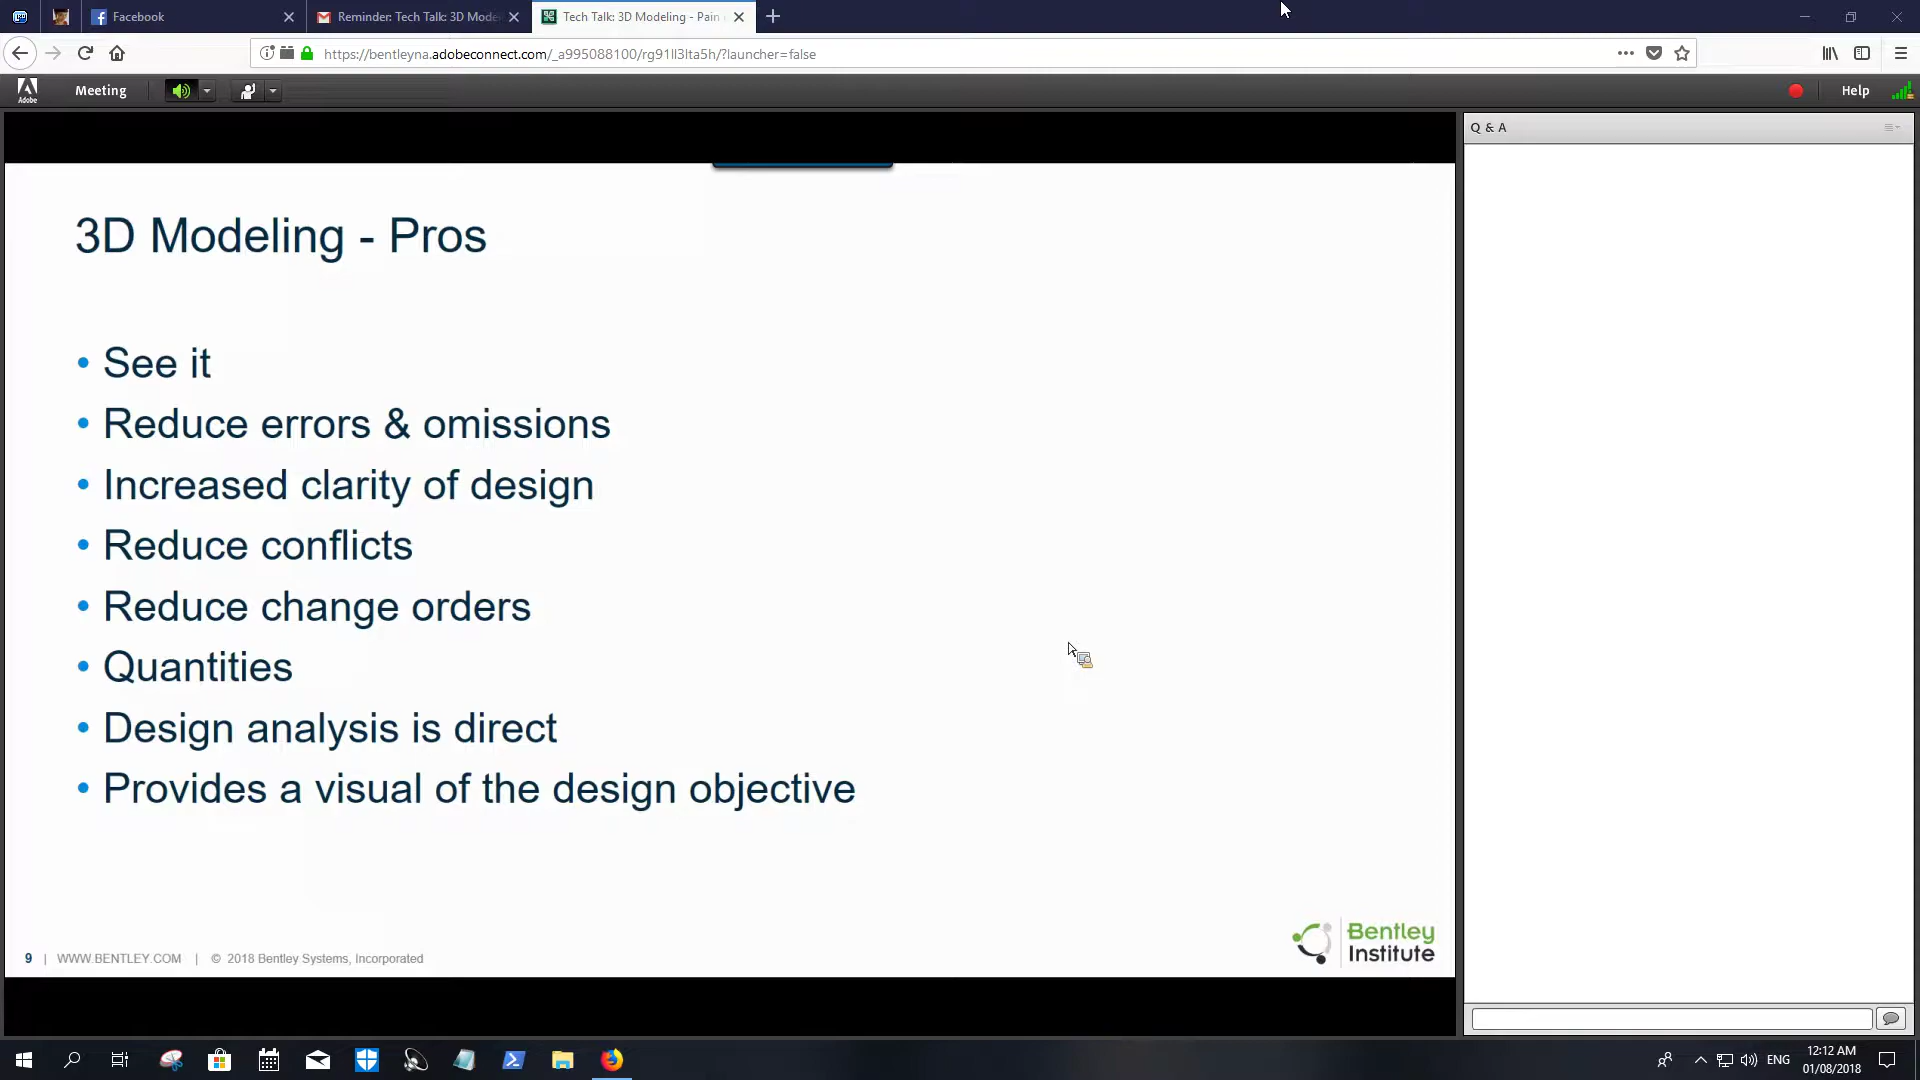 Facebook
Reminder: Tech Talk: 3D Mode
Tech Talk: 3D Modeling - Pain
https://bentleyna.adobeconnect.com/_a995088100/rg91ll3lta5h/?launcher=false
Adobe
Meeting
Help
Q & A
3D Modeling - Pros
• See it
• Reduce errors & omissions
• Increased clarity of design
• Reduce conflicts
• Reduce change orders
• Quantities
• Design analysis is direct
• Provides a visual of the design objective
Bentley
Institute
9 | WWW.BENTLEY.COM | © 2018 Bentley Systems, Incorporated
ENG
12:12 AM
01/08/2018